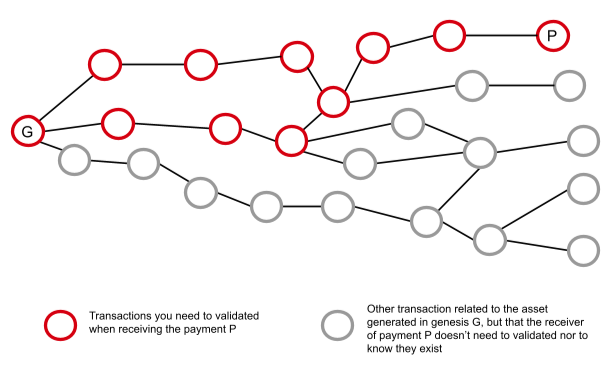 P
G
Transactions you need to validated
when receiving the payment P
Other transaction related to the asset
generated in genesis G, but that the receiver
of payment P doesn't need to validated nor to
know they exist